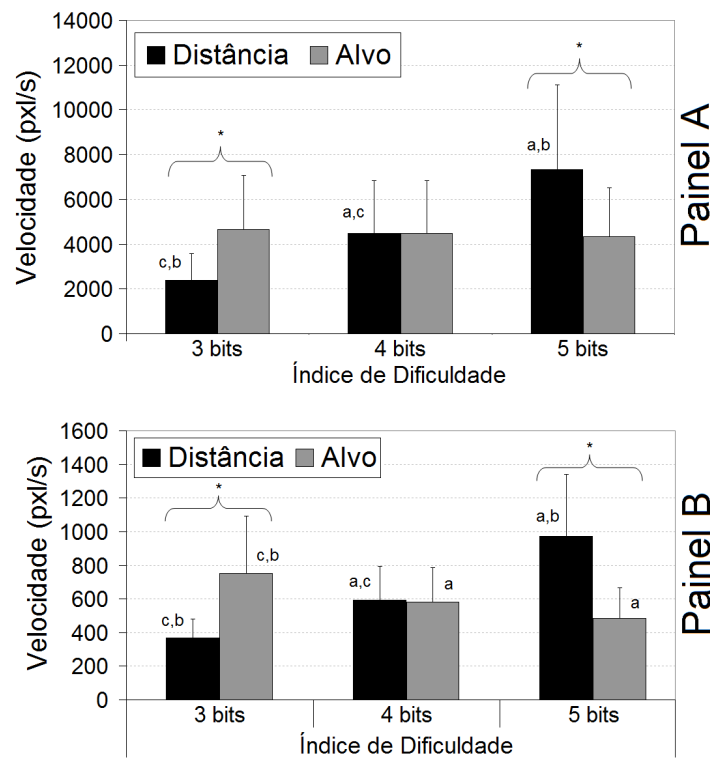 14000
12000
10000
8000
6000
4000
2000
0
Velocidade (pxl/s)
Distância Alvo
*
*
c,b
a,c
a,b
3 bits 4 bits 5 bits
Índice de Dificuldade
Painel A
1600
1400
1200
1000
800
600
400
200
0
Velocidade (pxl/s)
Distância Alvo
*
*
c,b
c,b
a,c
a
a,b
a
3 bits 4 bits 5 bits
Índice de Dificuldade
Painel B